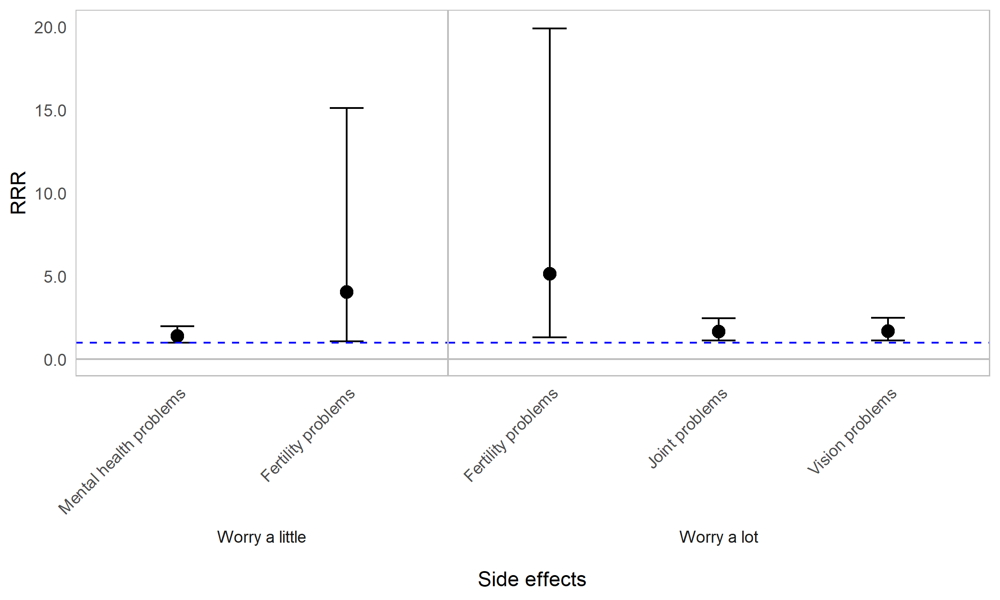 20.0
15.0
10.0
5.0
0.0
RRR
Mental health problems
Fertility problems
Fertility problems
Joint problems
Vision problems
Worry a little
Worry a lot
Side effects